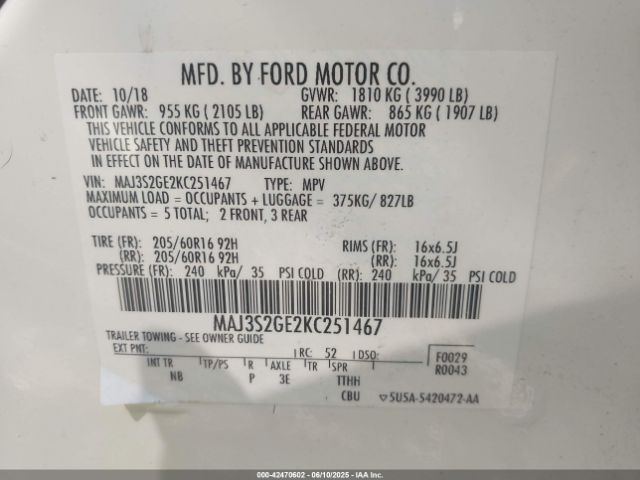 MFD. BY FORD MOTOR CO.
DATE: 10/18 GVWR: 1810 KG ( 3990 LB)
FRONT GAWR: 955 KG ( 2105 LB) REAR GAWR: 865 KG ( 1907 LB)
THIS VEHICLE CONFORMS TO ALL APPLICABLE FEDERAL MOTOR
VEHICLE SAFETY AND THEFT PREVENTION STANDARDS
IN EFFECT ON THE DATE OF MANUFACTURE SHOWN ABOVE.
VIN: MAJ3S2GE2KC251467 TYPE: MPV
MAXIMUM LOAD = OCCUPANTS + LUGGAGE = 375KG/ 827LB
OCCUPANTS = 5 TOTAL; 2 FRONT, 3 REAR
TIRE (FR): 205/60R16 92H RIMS (FR): 16x6.5J
(RR): 205/60R16 92H (RR): 16x6.5J
PRESSURE (FR): 240 kPa/ 35 PSI COLD (RR): 240 kPa/ 35 PSI COLD
MAJ3S2GE2KC251467
TRAILER TOWING - SEE OWNER GUIDE
EXT PNT: RC: 52 DSO: F0029
INT TR TP/PS R AXLE TR SPR R0043
NB P 3E TTHH
CBU 5U5A-5420472-AA
000-42470602 - 06/10/2025 - IAAI Inc.